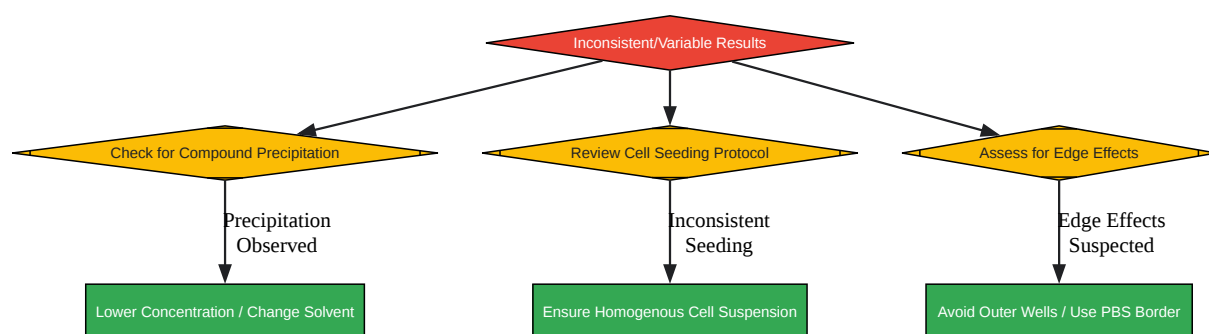 Inconsistent/Variable Results
Check for Compound Precipitation
Review Cell Seeding Protocol
Assess for Edge Effects
Precipitation
Observed
Inconsistent
Seeding
Edge Effects
Suspected
Lower Concentration / Change Solvent
Ensure Homogenous Cell Suspension
Avoid Outer Wells / Use PBS Border